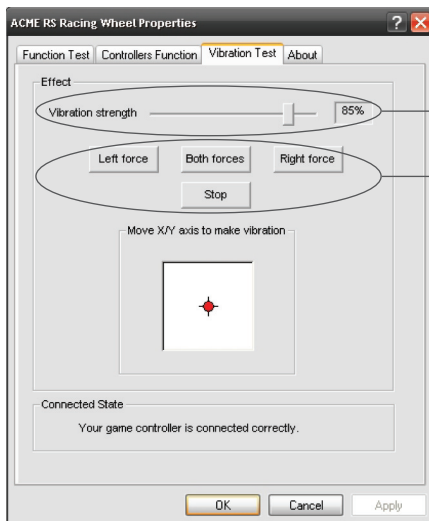 ACME RS Racing Wheel Properties
Function Test Controllers Function Vibration Test About
Effect
Vibration strength 85%
Left force Both forces Right force
Stop
Move X/Y axis to make vibration
Connected State
Your game controller is connected correctly.
OK Cancel Apply